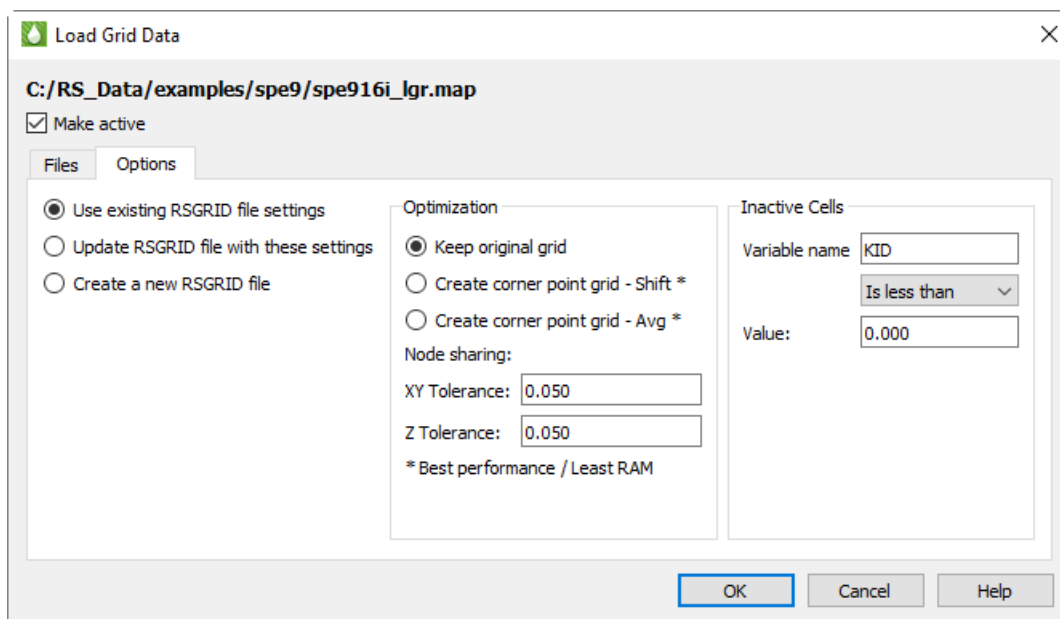 Load Grid Data
C:/RS_Data/examples/spe9/spe916i_lgr.map
Make active
Files
Options
Use existing RSGRID file settings
Update RSGRID file with these settings
Create a new RSGRID file
Optimization
Keep original grid
Create corner point grid - Shift *
Create corner point grid - Avg *
Node sharing:
XY Tolerance: 0.050
Z Tolerance: 0.050
* Best performance / Least RAM
Inactive Cells
Variable name KID
Is less than
Value: 0.000
OK
Cancel
Help